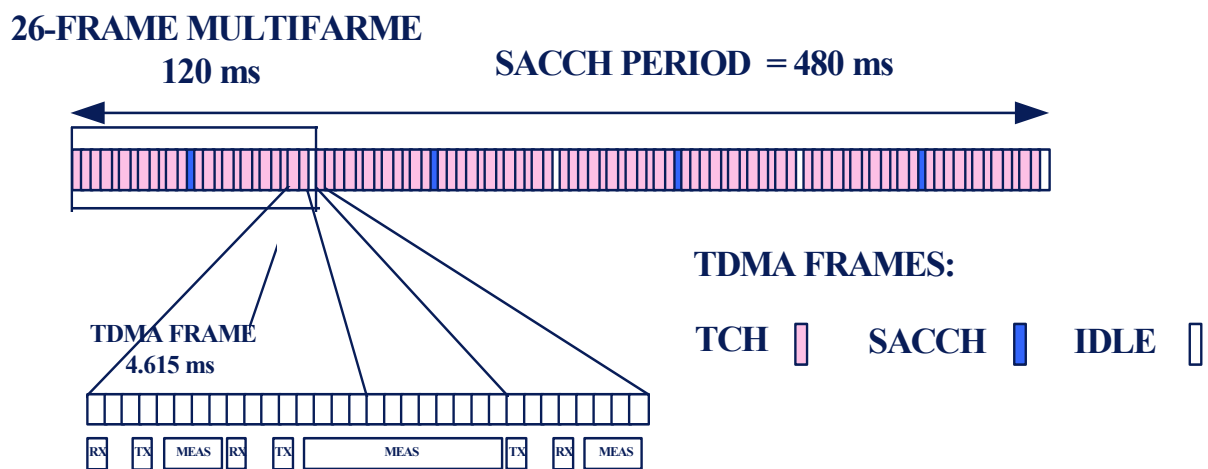 26-FRAME MULTIFARME
120 ms
SACCH PERIOD = 480 ms
TDMA FRAMES:
TDMA FRAME
4.615 ms
TCH SACCH IDLE
RX TX MEAS RX TX MEAS TX RX MEAS